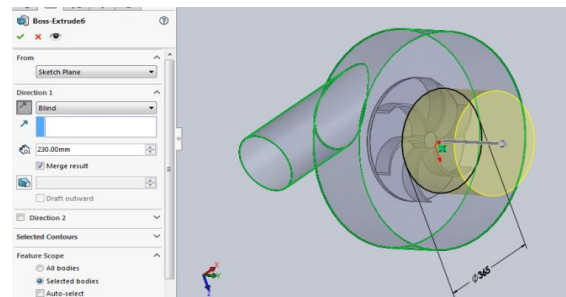 Boss-Extrude6
From
Sketch Plane
Direction 1
Blind
230.00mm
Merge result
Draft outward
Direction 2
Selected Contours
Feature Scope
All bodies
Selected bodies
Auto-select
Ø365